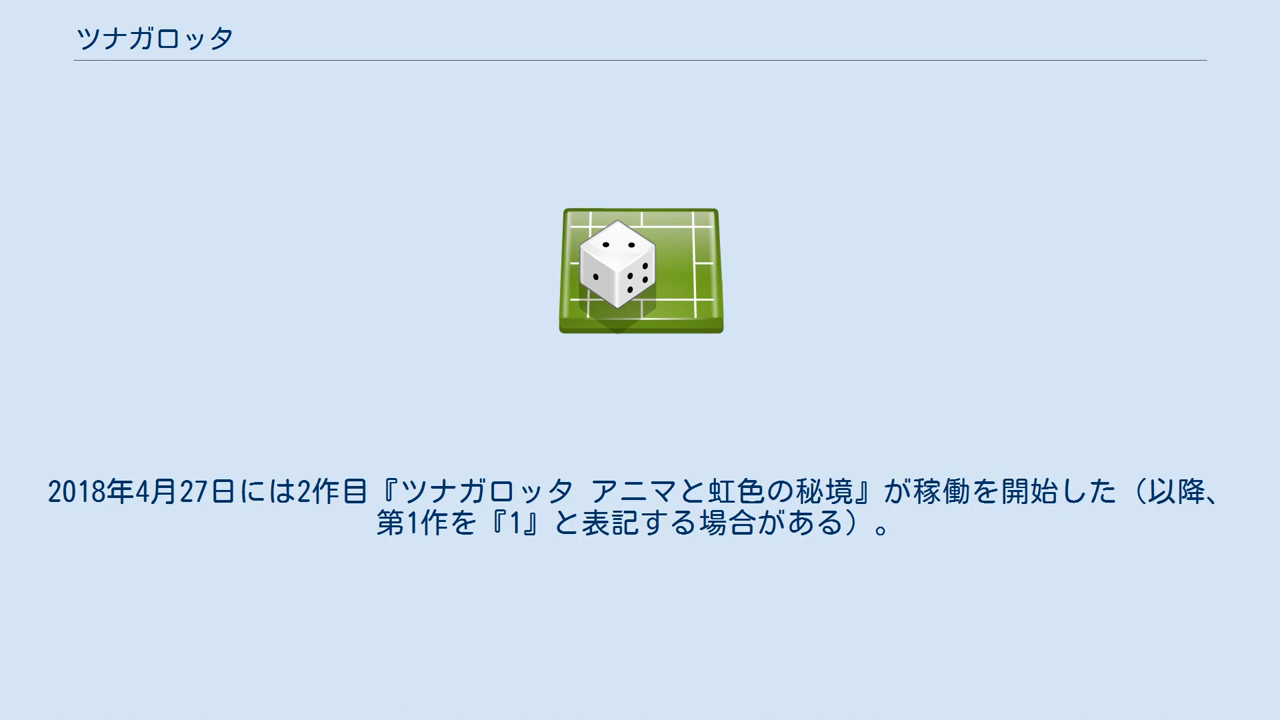 ツナガロッタ
2018年4月27日には2作目『ツナガロッタ アニマと虹色の秘境』が稼働を開始した（以降、
第1作を『1』と表記する場合がある）。